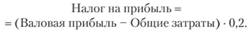 Налог на прибыль =
= (Валовая прибыль − Общие затраты) · 0,2.